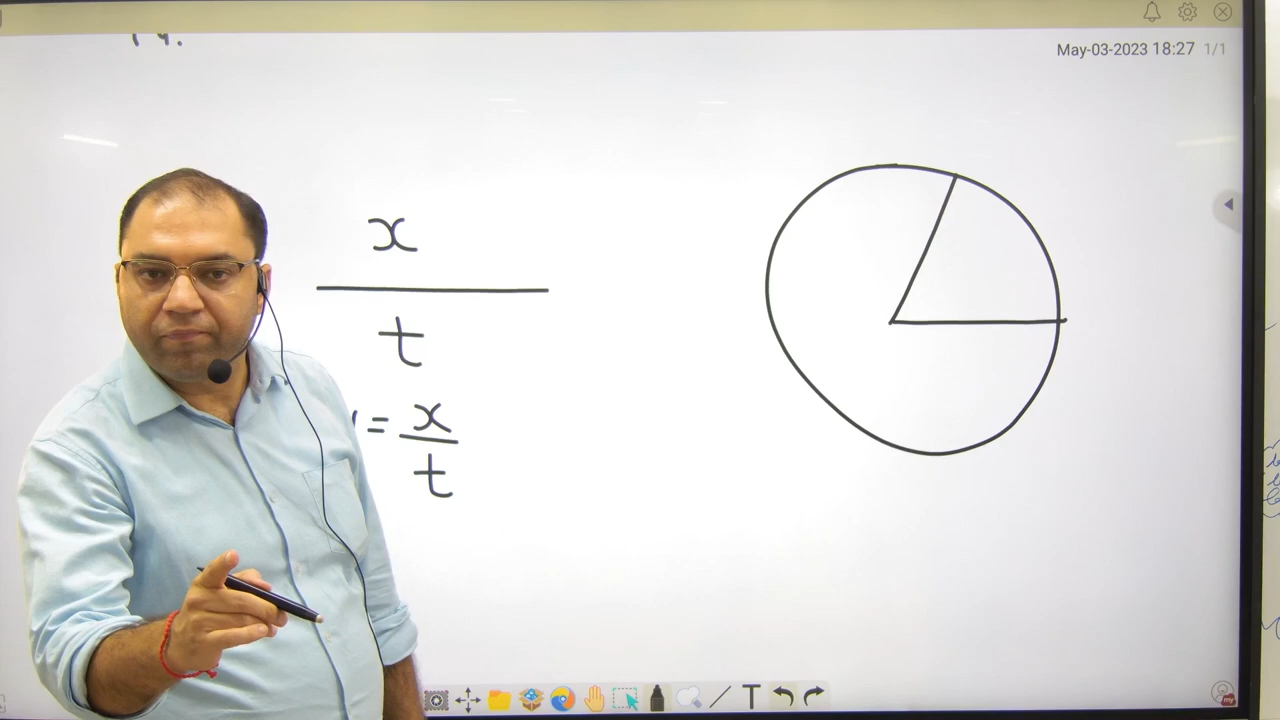 May-03-2023 18:27 1/1
x
t
= x
t
T